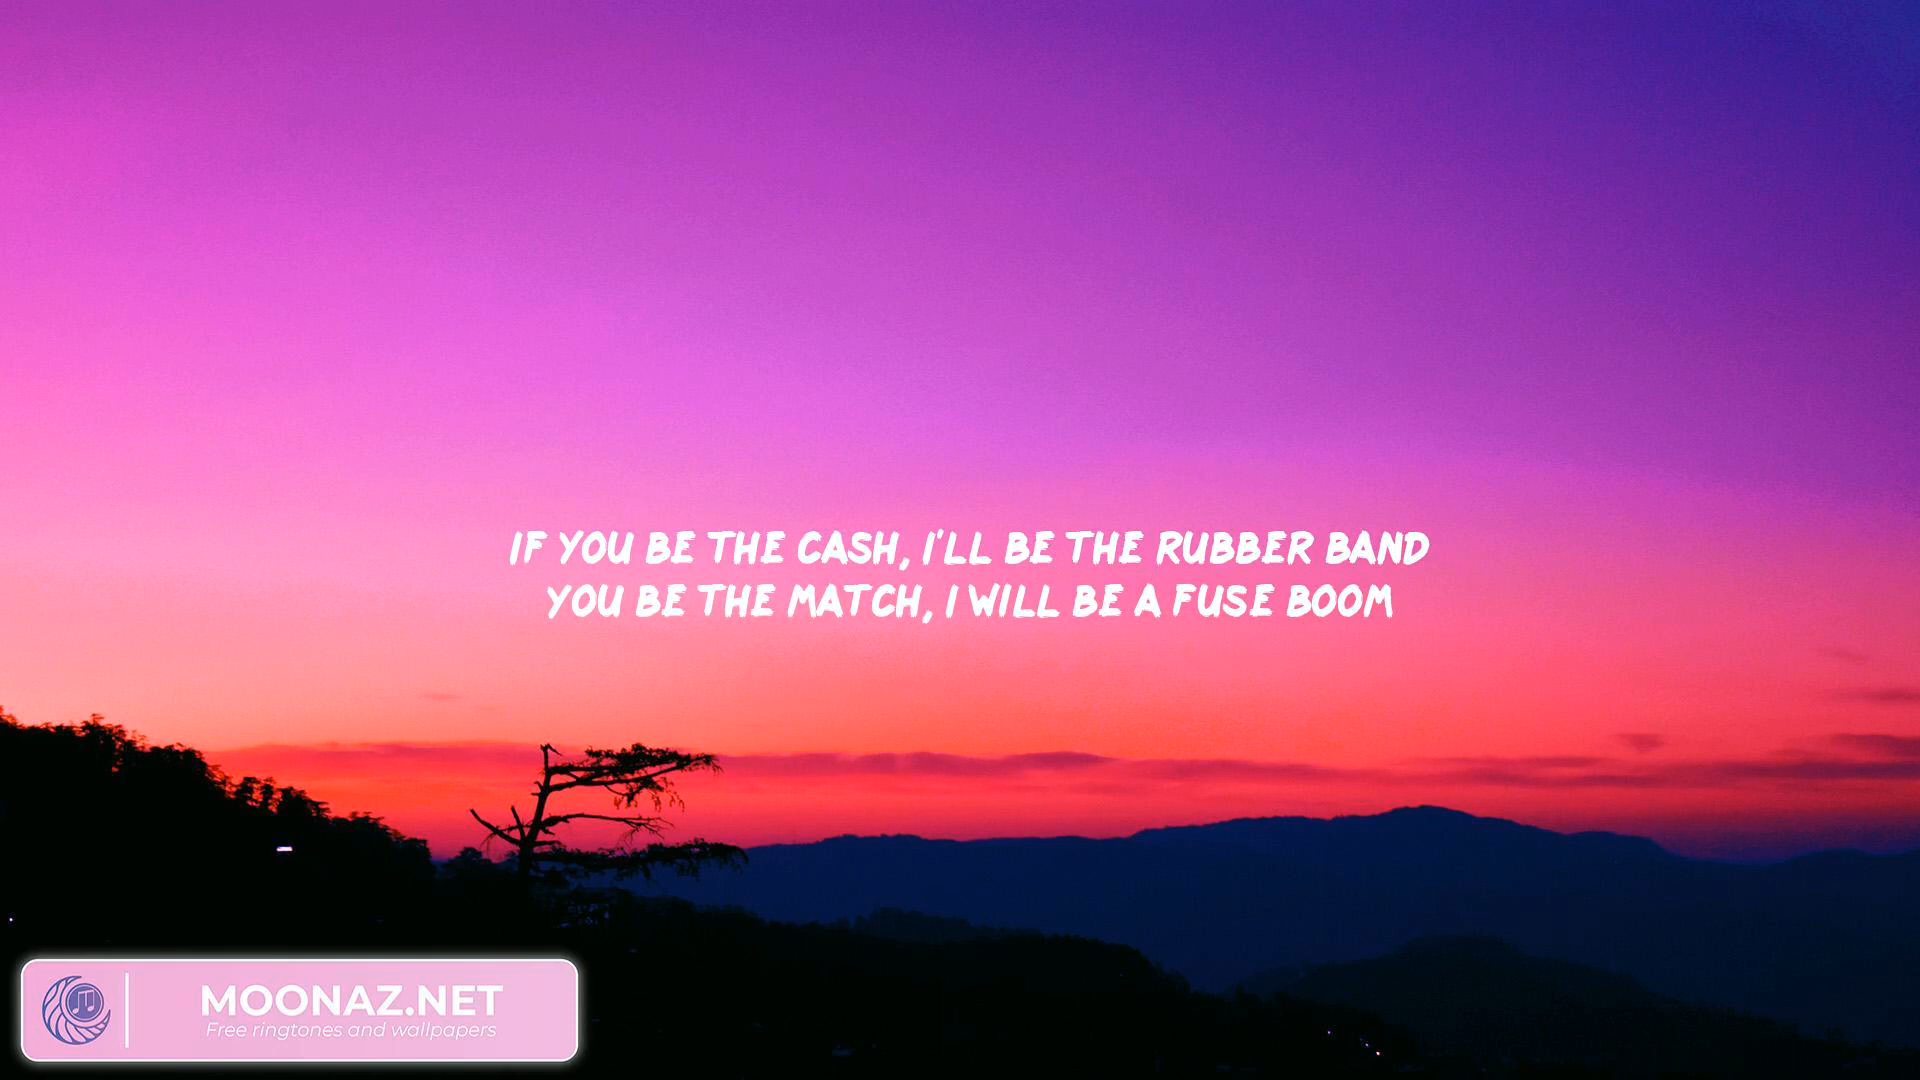 IF YOU BE THE CASH, I'LL BE THE RUBBER BAND
YOU BE THE MATCH, I WILL BE A FUSE BOOM
MOONAZ.NET
Free ringtones and wallpapers